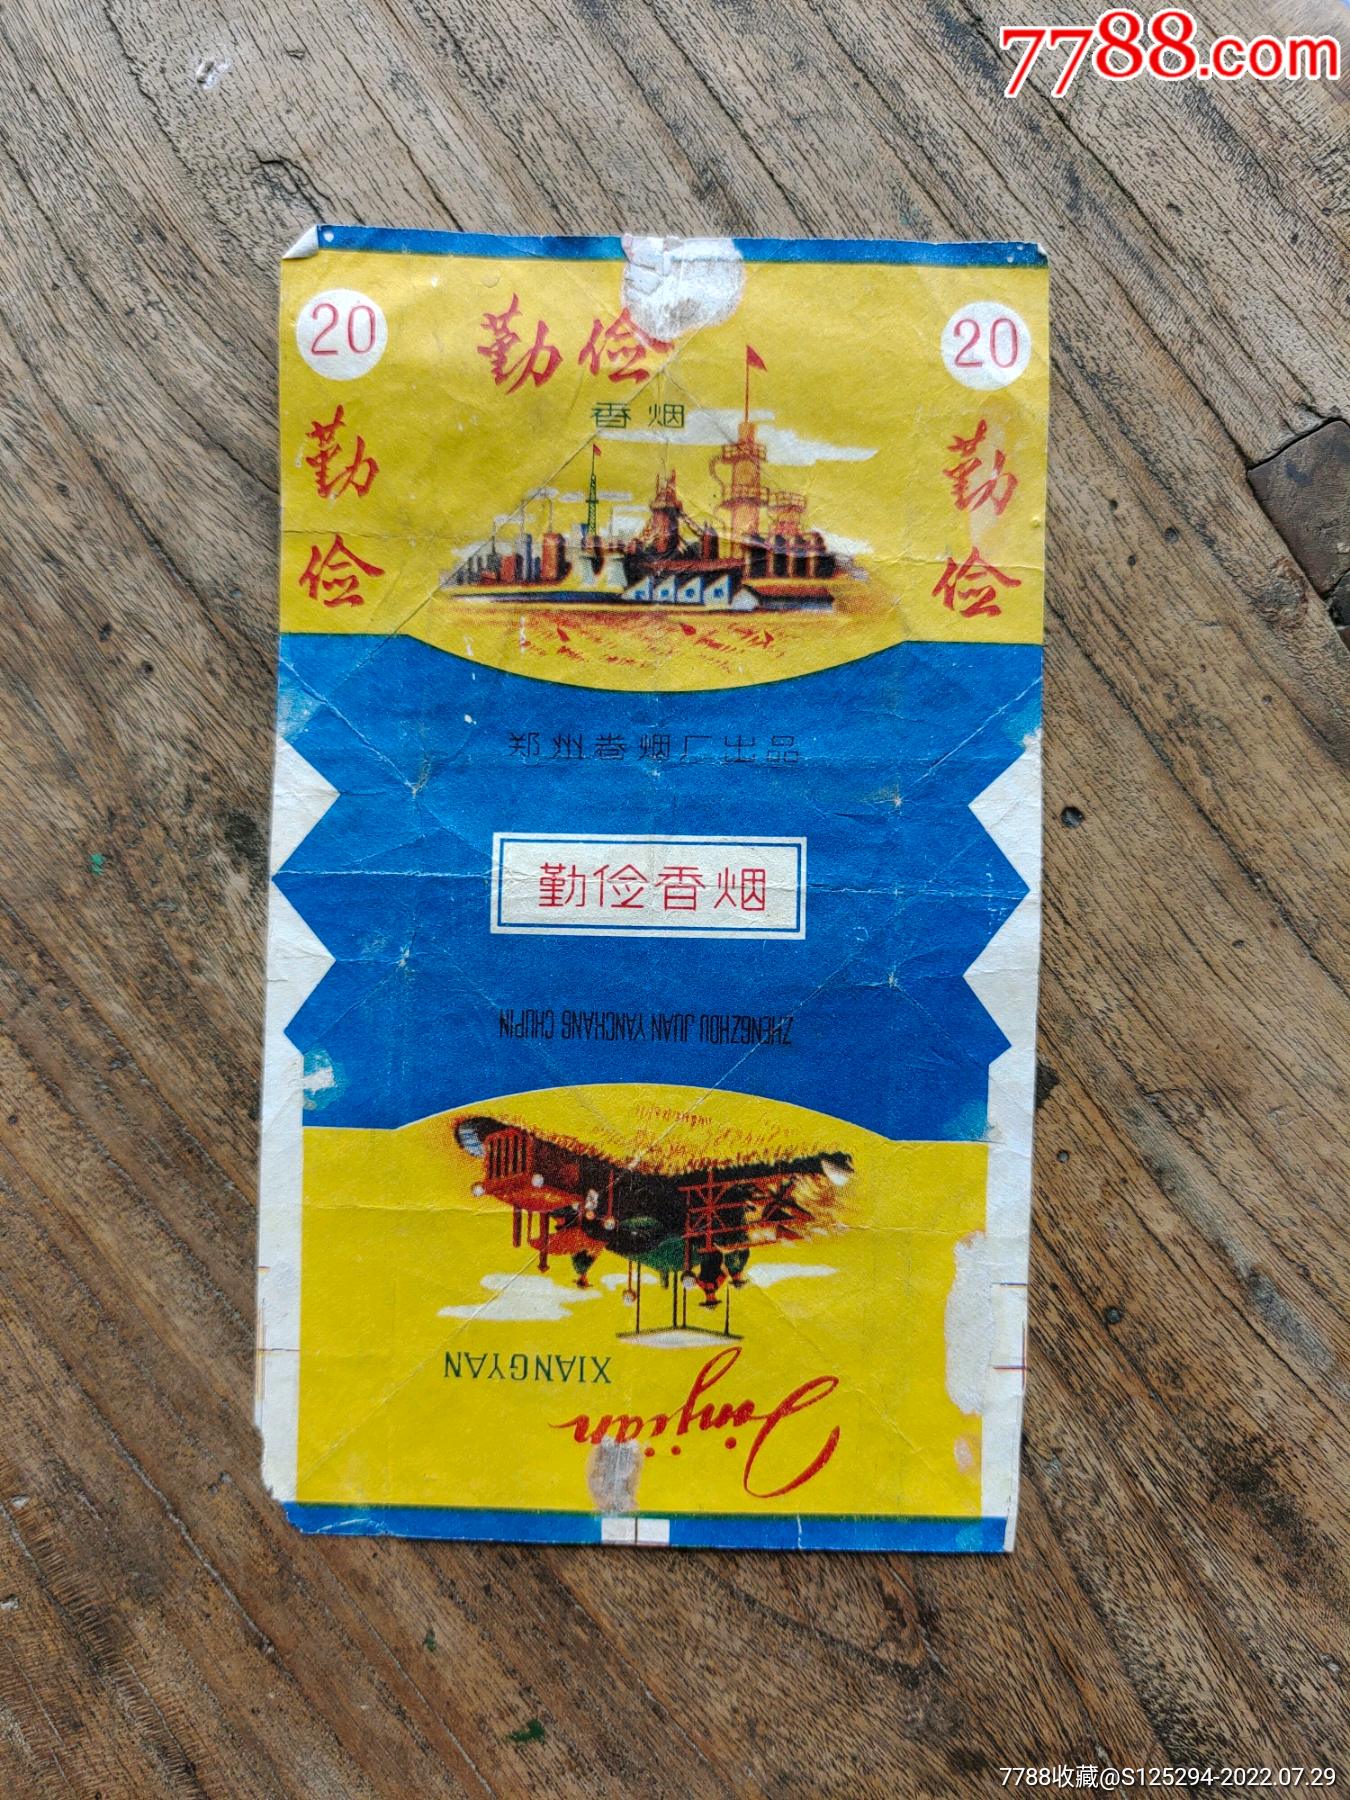 7788.com
20
勤俭
20
香烟
勤俭
勤俭
郑州卷烟厂出品
勤俭香烟
ZHENGZHOU JUAN YANCHANG CHUPIN
XIANGYAN
Qinjian
7788收藏@S125294-2022.07.29